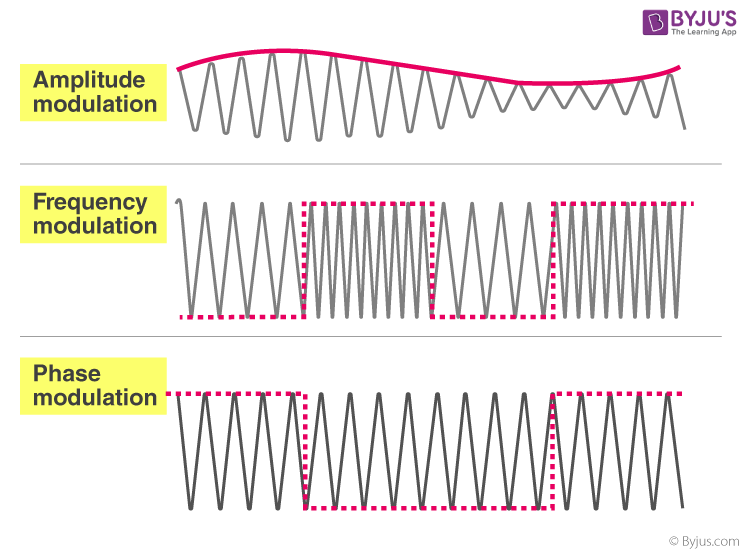 BYJU'S
The Learning App
Amplitude
modulation
Frequency
modulation
Phase
modulation
© Byjus.com